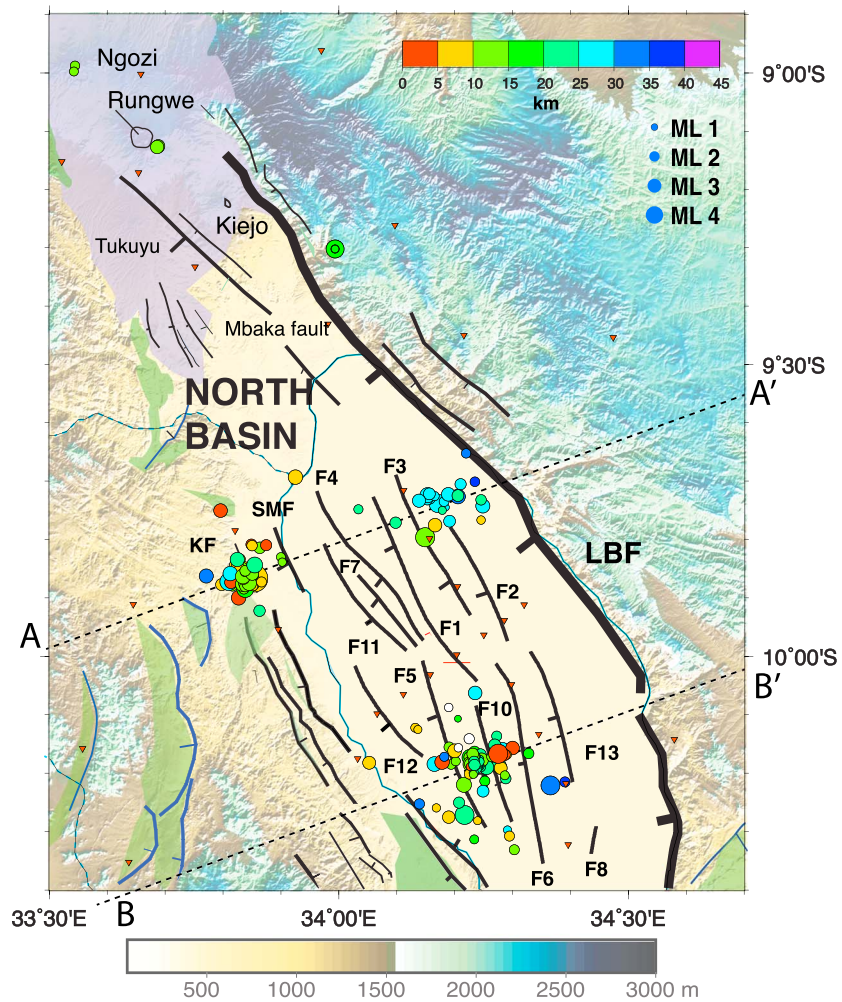 Ngozi
9°00'S
0 5 10 15 20 25 30 35 40 45
km
Rungwe
ML 1
ML 2
ML 3
ML 4
Kiejo
Tukuyu
Mbaka fault
9°30'S
A′
NORTH
BASIN
F3
F4
SMF
KF
LBF
F7
F2
F1
F11
A
10°00'S
F5
B′
F10
F13
F12
F8
F6
B
33°30'E 34°00'E 34°30'E
500 1000 1500 2000 2500 3000 m